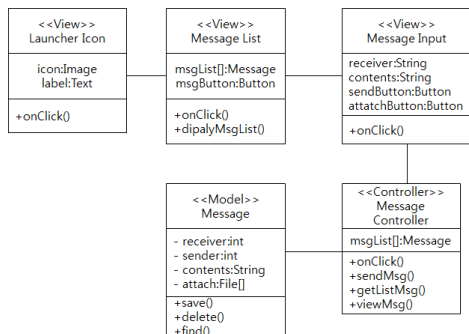 <<View>>
Launcher Icon
icon:Image
label:Text
+onClick()
<<View>>
Message List
msgList[]:Message
msgButton:Button
+onClick()
+dipalyMsgList()
<<View>>
Message Input
receiver:String
contents:String
sendButton:Button
attatchButton:Button
+onClick()
<<Model>>
Message
- receiver:int
- sender:int
- contents:String
- attach:File[]
+save()
+delete()
+find()
<<Controller>>
Message
Controller
msgList[]:Message
+onClick()
+sendMsg()
+getListMsg()
+viewMsg()